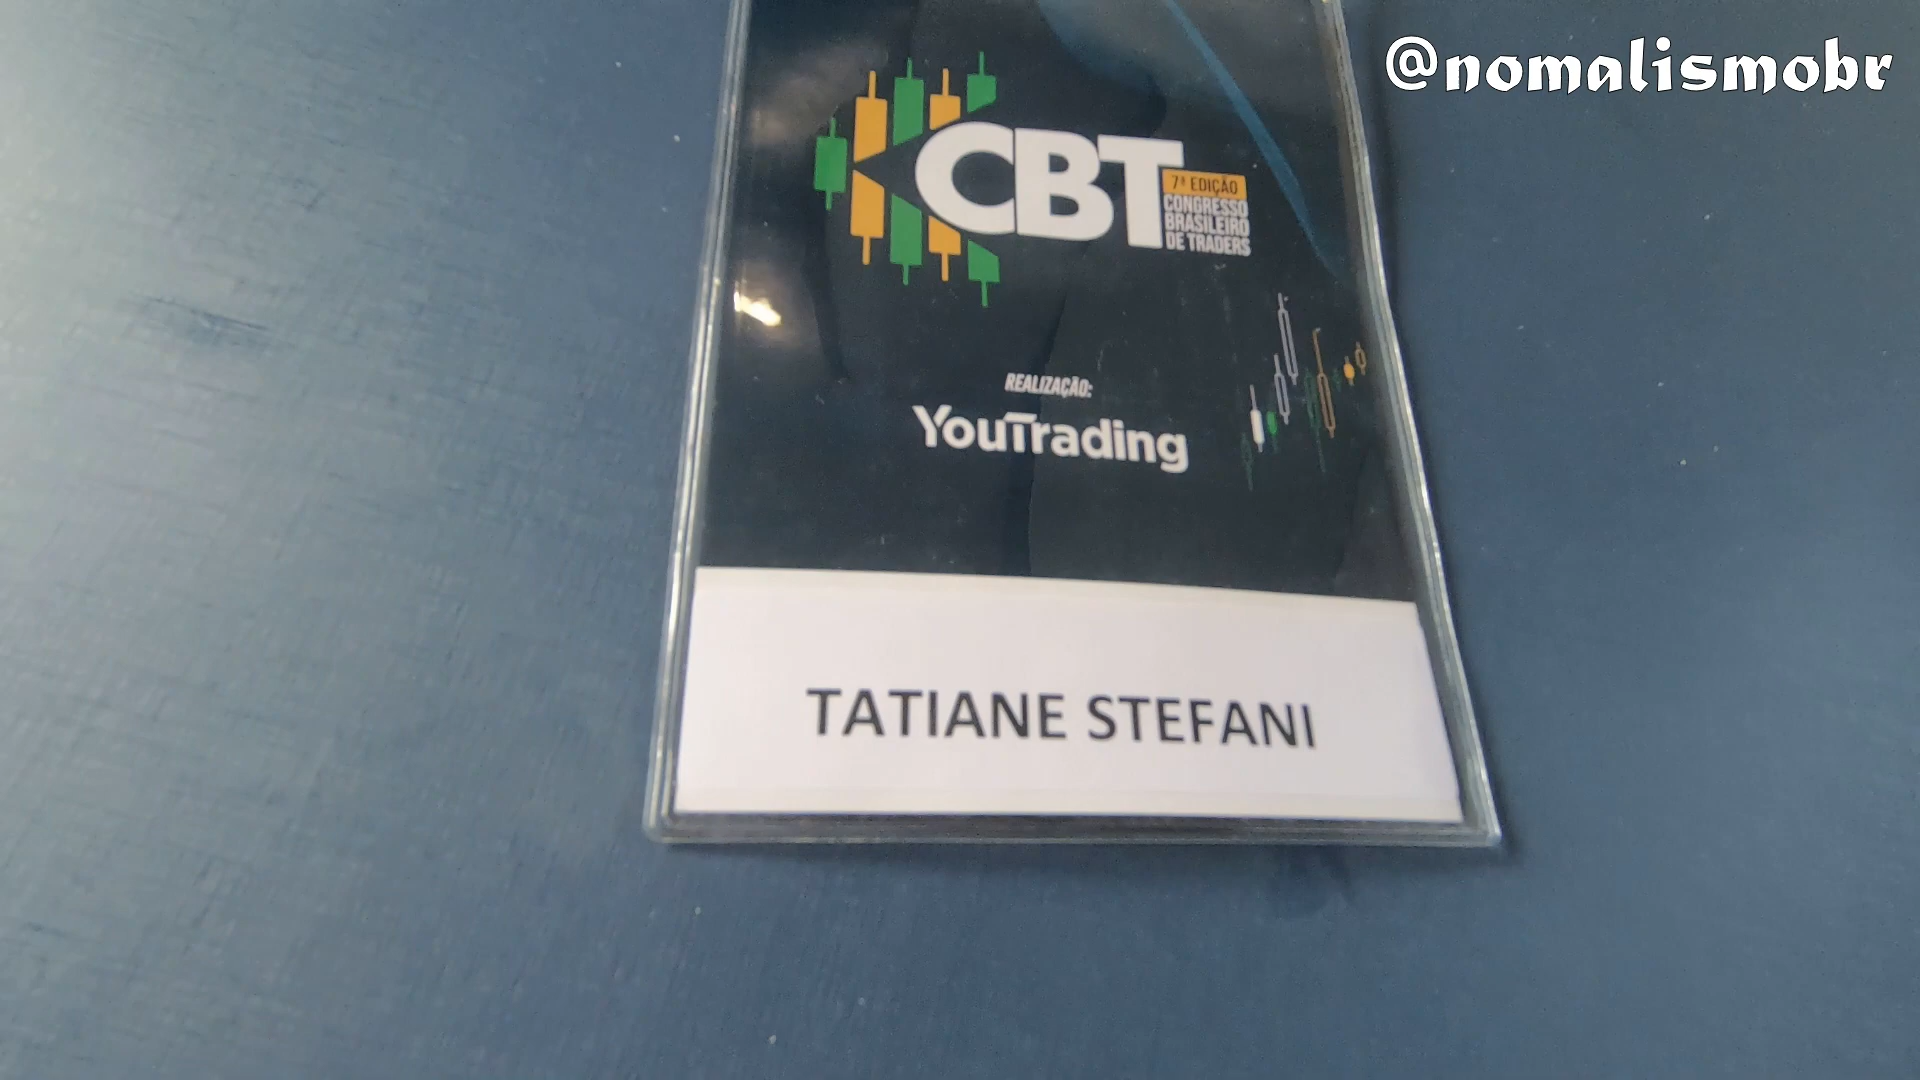 @nomalismobr
CBT
7ª EDIÇÃO
CONGRESSO
BRASILEIRO
DE TRADERS
REALIZAÇÃO:
YouTrading
TATIANE STEFANI